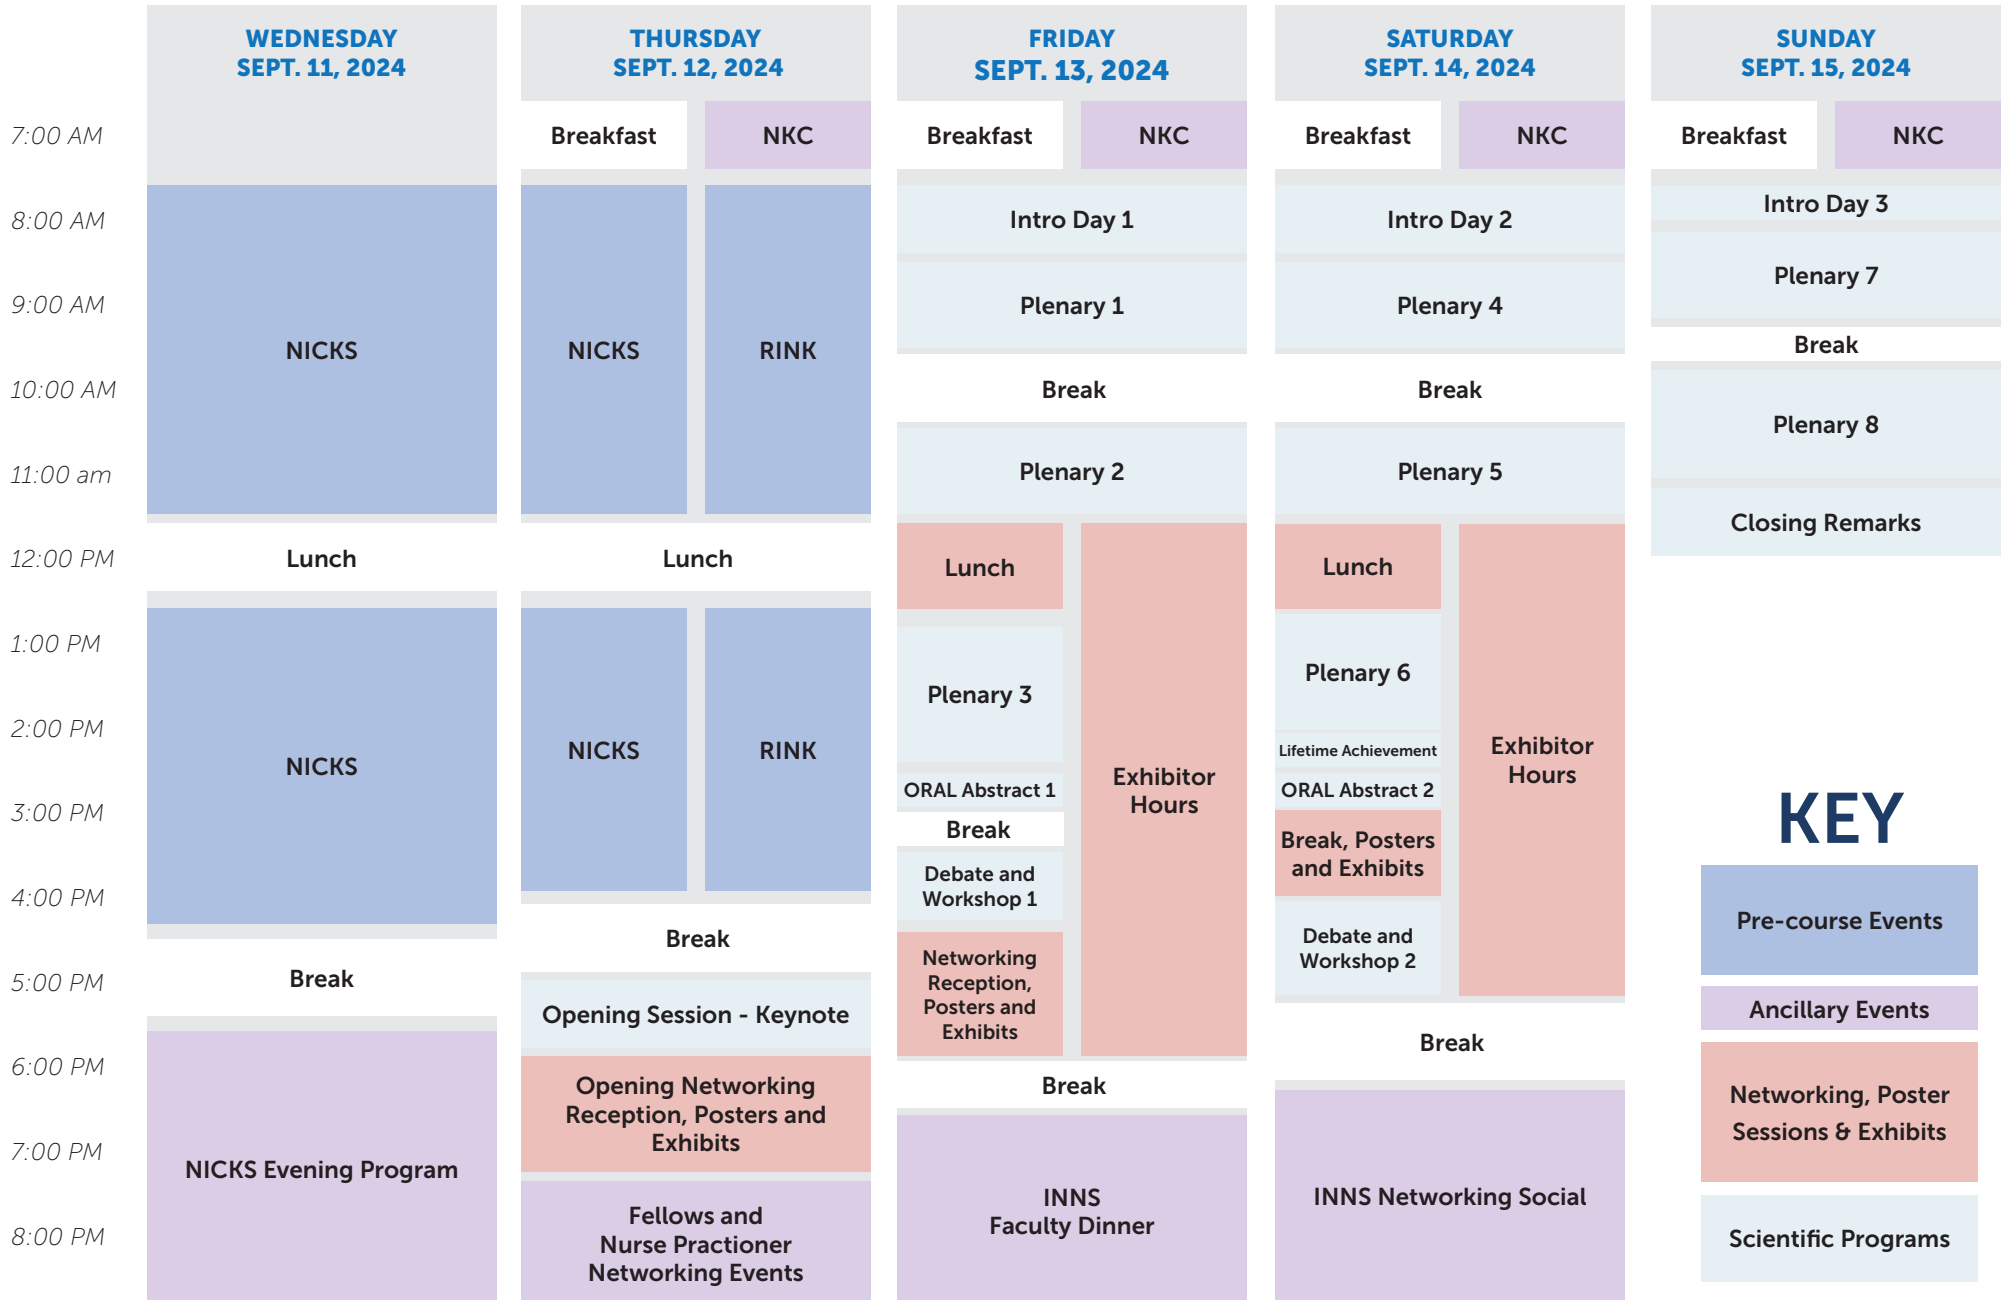 WEDNESDAY
SEPT. 11, 2024
THURSDAY
SEPT. 12, 2024
FRIDAY
SEPT. 13, 2024
SATURDAY
SEPT. 14, 2024
SUNDAY
SEPT. 15, 2024
7:00 AM
8:00 AM
9:00 AM
10:00 AM
11:00 am
12:00 PM
1:00 PM
2:00 PM
3:00 PM
4:00 PM
5:00 PM
6:00 PM
7:00 PM
8:00 PM
NICKS
Lunch
NICKS
Break
NICKS Evening Program
Breakfast
NKC
NICKS
RINK
Lunch
NICKS
RINK
Break
Opening Session - Keynote
Opening Networking
Reception, Posters and
Exhibits
Fellows and
Nurse Practioner
Networking Events
Breakfast
NKC
Intro Day 1
Plenary 1
Break
Plenary 2
Lunch
Plenary 3
ORAL Abstract 1
Break
Debate and
Workshop 1
Networking
Reception,
Posters and
Exhibits
Exhibitor
Hours
Break
INNS
Faculty Dinner
Breakfast
NKC
Intro Day 2
Plenary 4
Break
Plenary 5
Lunch
Plenary 6
Lifetime Achievement
ORAL Abstract 2
Break, Posters
and Exhibits
Debate and
Workshop 2
Exhibitor
Hours
Break
INNS Networking Social
Breakfast
NKC
Intro Day 3
Plenary 7
Break
Plenary 8
Closing Remarks
KEY
Pre-course Events
Ancillary Events
Networking, Poster
Sessions & Exhibits
Scientific Programs